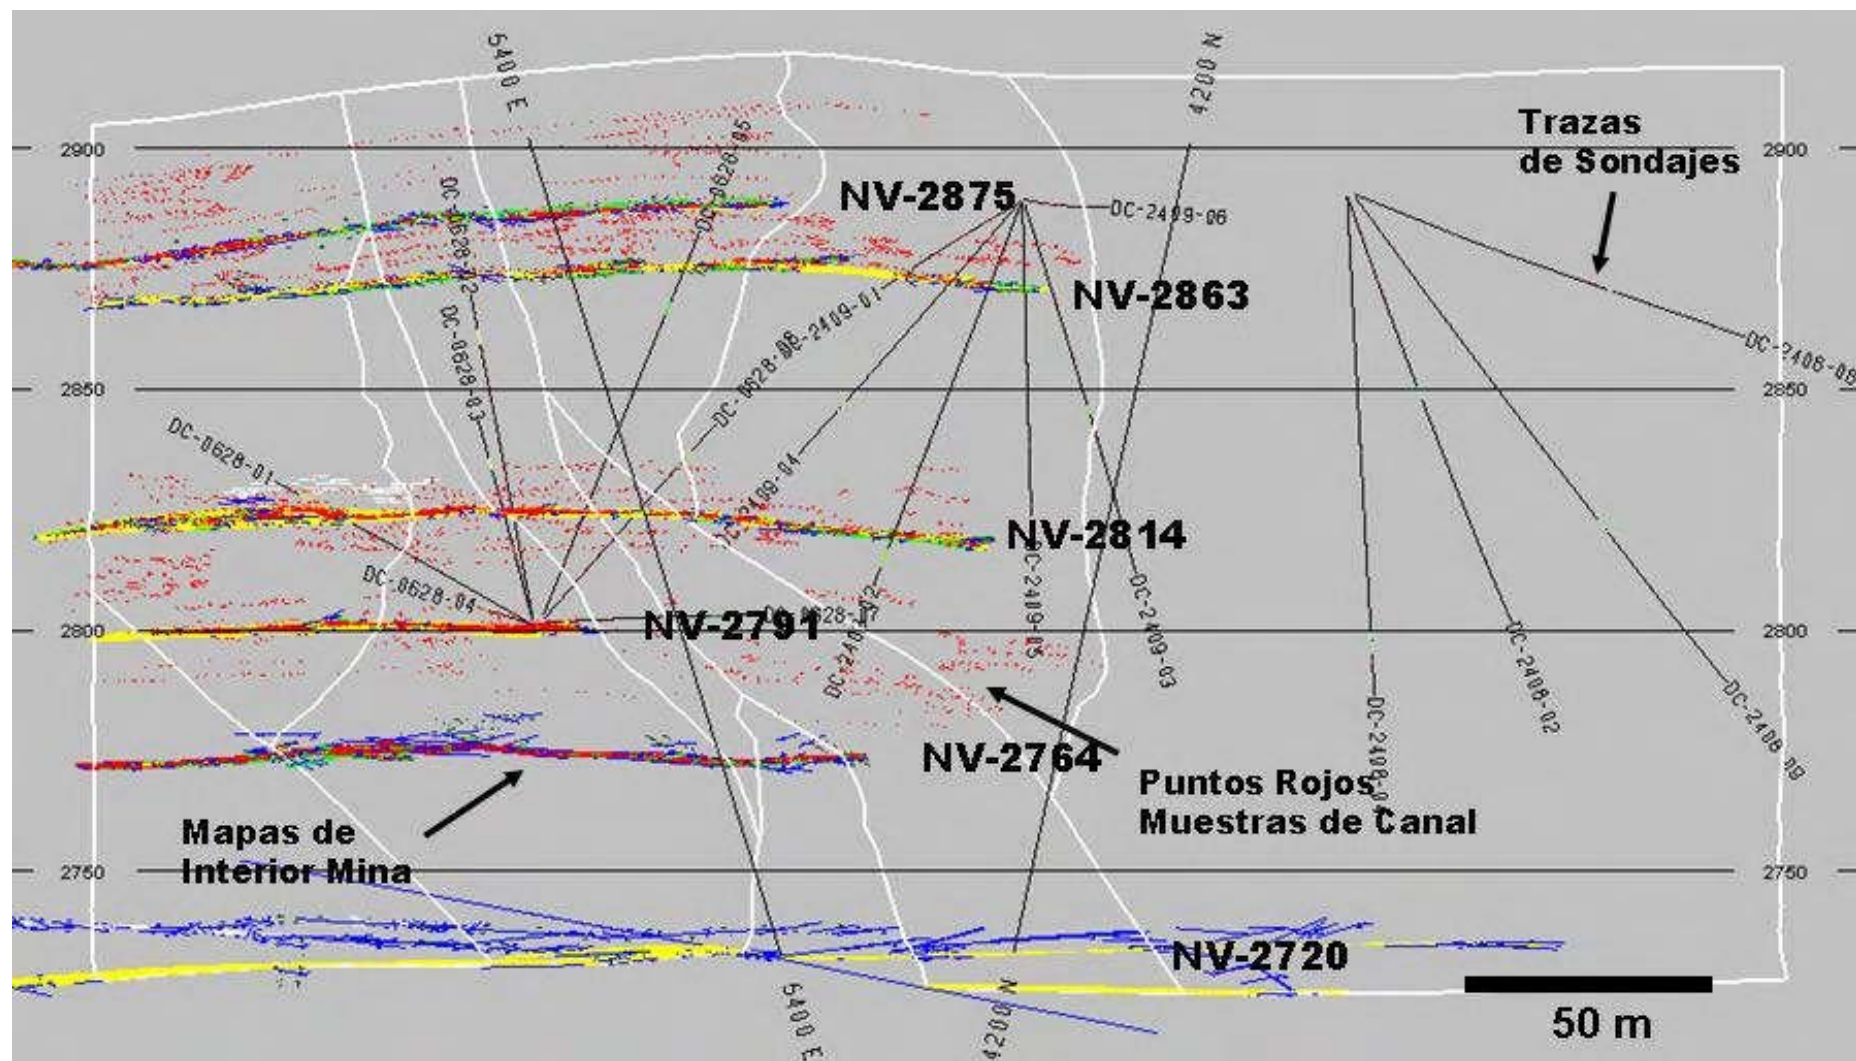 5400 E
4200 N
Trazas
de Sondajes
2900
2900
DC-0628-05
NV-2875
DC-2409-06
NV-2863
DC-0628-03
DC-0628-08
DC-2409-01
DC-2408-08
2850
2850
DC-0628-01
DC-2409-04
NV-2814
DC-0628-04
DC-2409-05
DC-2409-03
2800
NV-2791
2800
DC-2408-02
DC-2408-09
NV-2764
Puntos Rojos
Muestras de Canal
Mapas de
Interior Mina
2750
2750
NV-2720
5400 E
4200 N
50 m